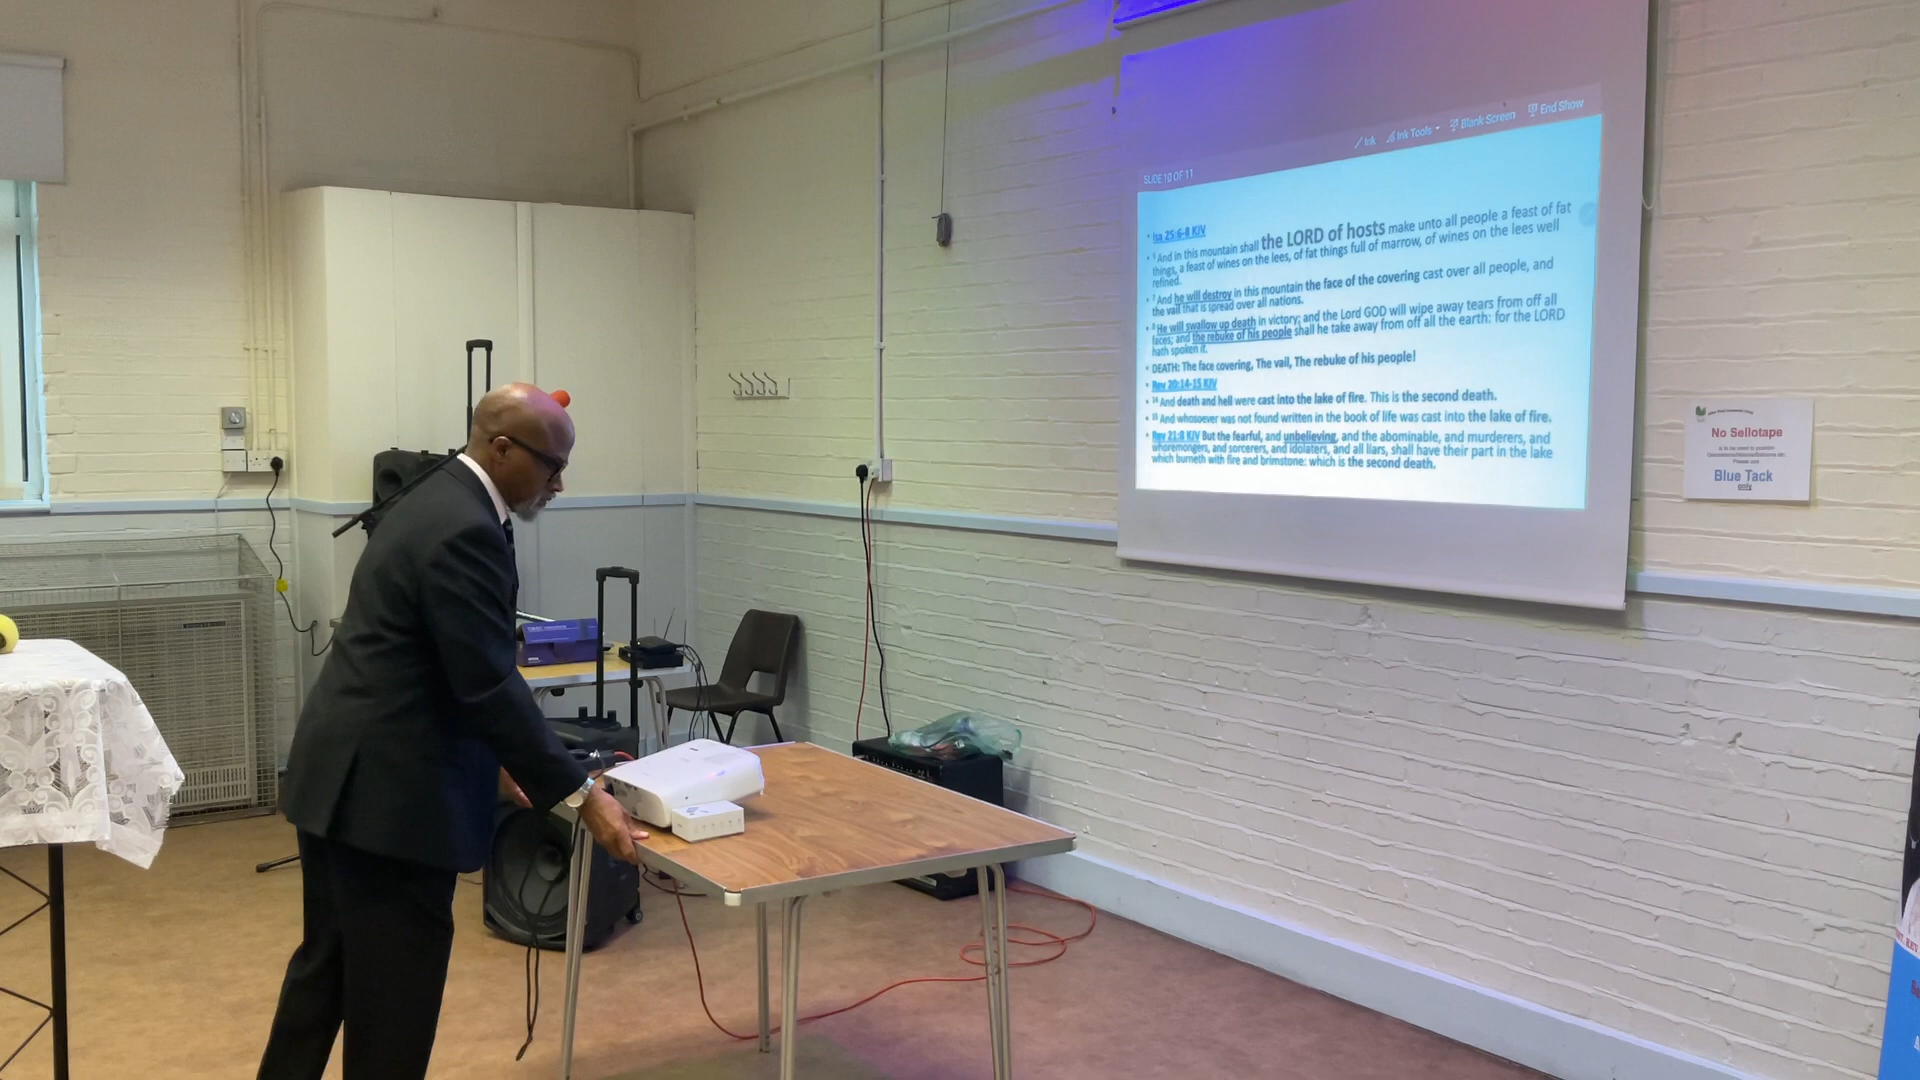 Ink Ink Tools Blank Screen End Show
SLIDE 10 OF 11
• Isa 25:6-8 KJV
• 6 And in this mountain shall the LORD of hosts make unto all people a feast of fat
things, a feast of wines on the lees, of fat things full of marrow, of wines on the lees well
refined.
• 7 And he will destroy in this mountain the face of the covering cast over all people, and
the vail that is spread over all nations.
• 8 He will swallow up death in victory; and the Lord GOD will wipe away tears from off all
faces; and the rebuke of his people shall he take away from off all the earth: for the LORD
hath spoken it.
• DEATH: The face covering, The vail, The rebuke of his people!
• Rev 20:14-15 KJV
• 14 And death and hell were cast into the lake of fire. This is the second death.
• 15 And whosoever was not found written in the book of life was cast into the lake of fire.
• Rev 21:8 KJV But the fearful, and unbelieving, and the abominable, and murderers, and
whoremongers, and sorcerers, and idolaters, and all liars, shall have their part in the lake
which burneth with fire and brimstone: which is the second death.
No Sellotape
Please use
Blue Tack
only